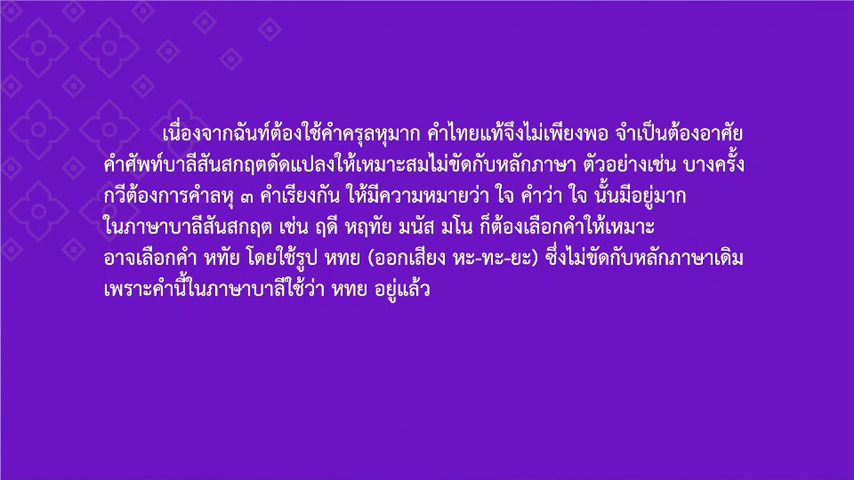 เนื่องจากฉันท์ต้องใช้คำครุลหุมาก คำไทยแท้จึงไม่เพียงพอ จำเป็นต้องอาศัย
คำศัพท์บาลีสันสกฤตดัดแปลงให้เหมาะสมไม่ขัดกับหลักภาษา ตัวอย่างเช่น บางครั้ง
กวีต้องการคำลหุ ๓ คำเรียงกัน ให้มีความหมายว่า ใจ คำว่า ใจ นั้นมีอยู่มาก
ในภาษาบาลีสันสกฤต เช่น ฤดี หฤทัย มนัส มโน ก็ต้องเลือกคำให้เหมาะ
อาจเลือกคำ หทัย โดยใช้รูป หทย (ออกเสียง หะ-ทะ-ยะ) ซึ่งไม่ขัดกับหลักภาษาเดิม
เพราะคำนี้ในภาษาบาลีใช้ว่า หทย อยู่แล้ว